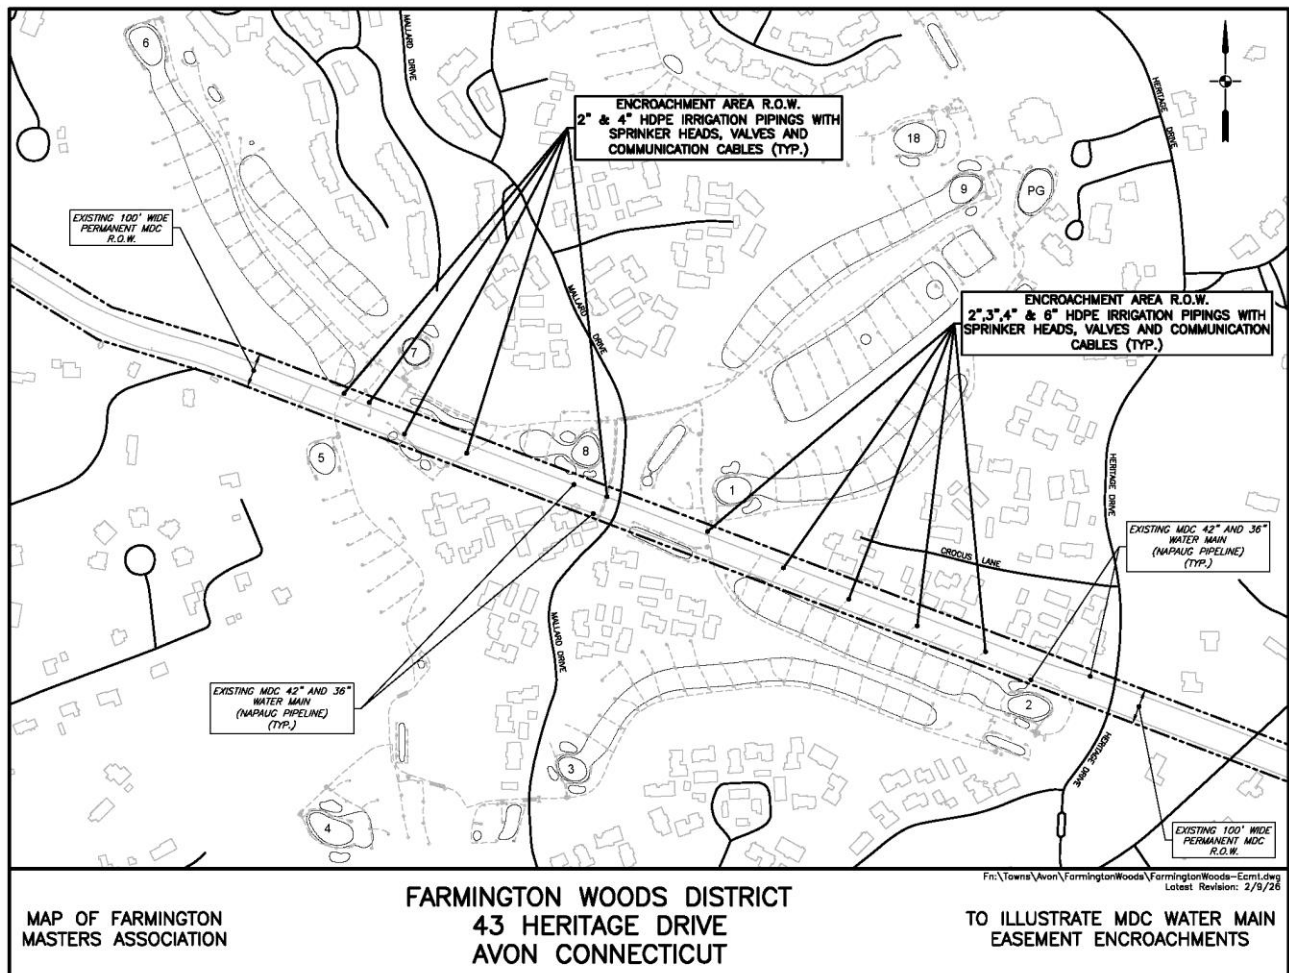 6
MALLARD DRIVE
ENCROACHMENT AREA R.O.W.
2" & 4" HDPE IRRIGATION PIPINGS WITH
SPRINKER HEADS, VALVES AND
COMMUNICATION CABLES (TYP.)
HERITAGE DRIVE
18
9
PG
EXISTING 100' WIDE
PERMANENT MDC
R.O.W.
MALLARD DRIVE
ENCROACHMENT AREA R.O.W.
2",3",4" & 6" HDPE IRRIGATION PIPINGS WITH
SPRINKER HEADS, VALVES AND COMMUNICATION
CABLES (TYP.)
7
5
8
1
HERITAGE DRIVE
EXISTING MDC 42" AND 36"
WATER MAIN
(NAPAUG PIPELINE)
(TYP.)
CROCUS LANE
MALLARD DRIVE
EXISTING MDC 42" AND 36"
WATER MAIN
(NAPAUG PIPELINE)
(TYP.)
2
HERITAGE DRIVE
3
4
EXISTING 100' WIDE
PERMANENT MDC
R.O.W.
Fn:\Towns\Avon\FarmingtonWoods\FarmingtonWoods-Ecmt.dwg
Latest Revision: 2/9/26
MAP OF FARMINGTON
MASTERS ASSOCIATION
FARMINGTON WOODS DISTRICT
43 HERITAGE DRIVE
AVON CONNECTICUT
TO ILLUSTRATE MDC WATER MAIN
EASEMENT ENCROACHMENTS